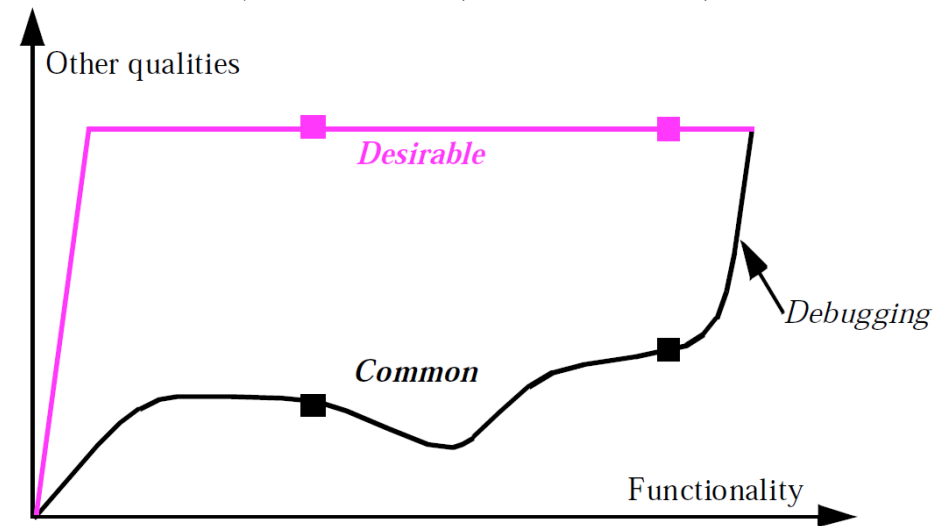 Other qualities
Desirable
Debugging
Common
Functionality